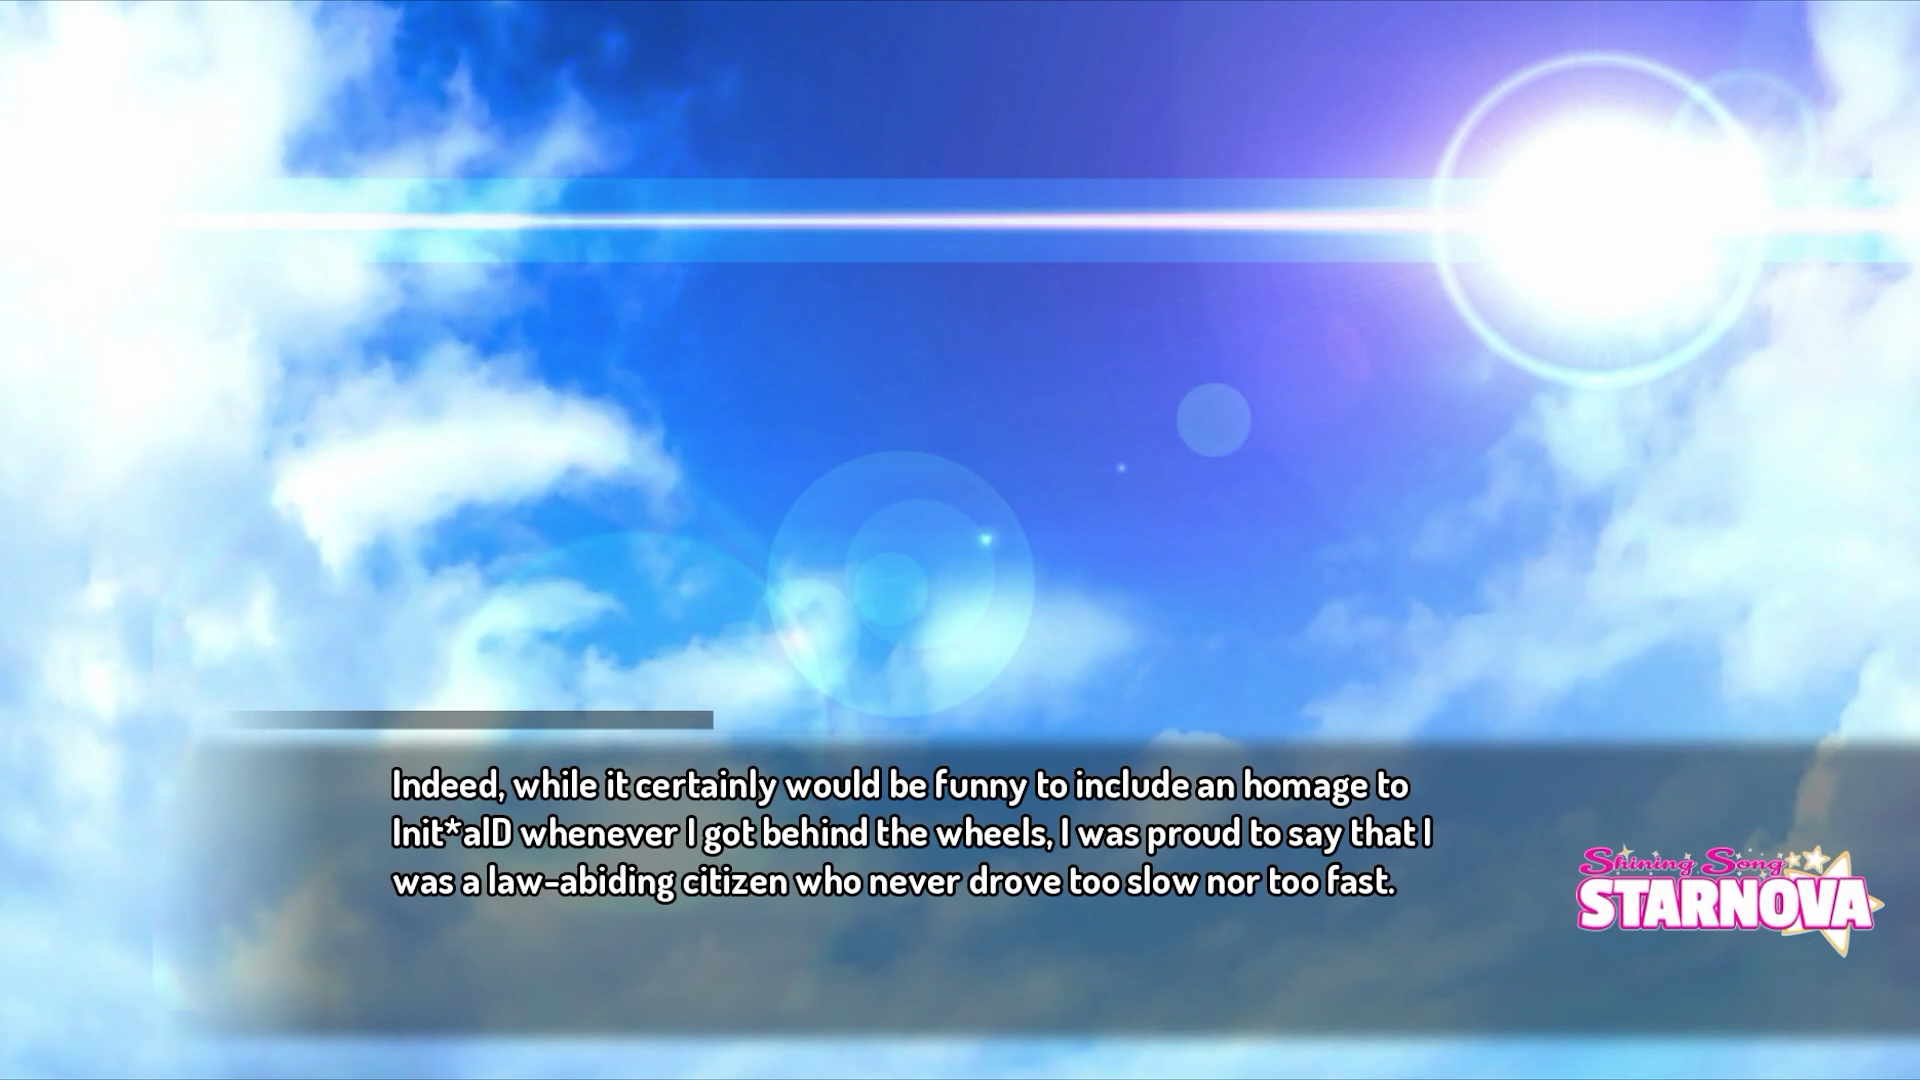 Indeed, while it certainly would be funny to include an homage to
Init*alD whenever I got behind the wheels, I was proud to say that I
was a law-abiding citizen who never drove too slow nor too fast.
Shining Song
STARNOVA